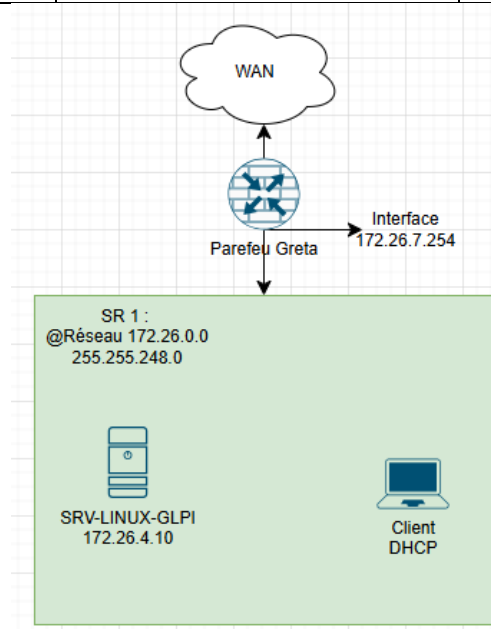 WAN
Interface
172.26.7.254
Parefeu Greta
SR 1 :
@Réseau 172.26.0.0
255.255.248.0
SRV-LINUX-GLPI
172.26.4.10
Client
DHCP